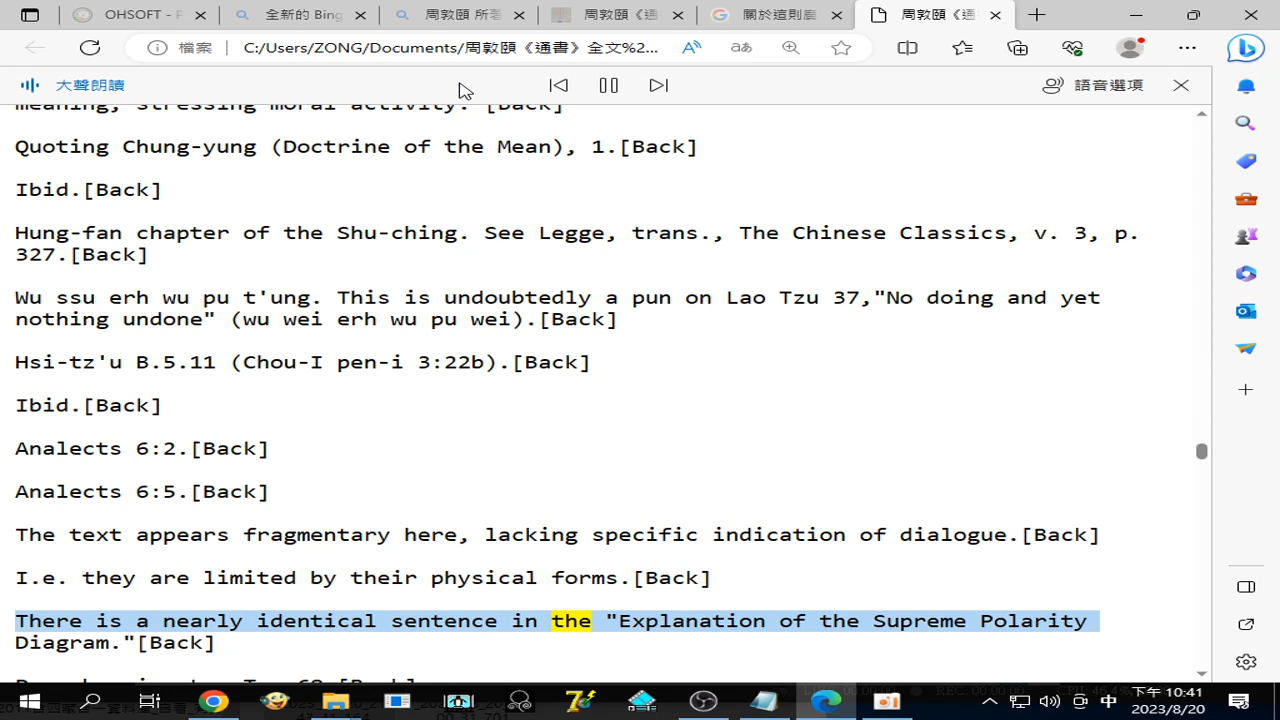 OHSOFT - F
全新的 Bing
周敦頤 所著
周敦頤《通
關於這則廳
周敦頤《通
檔案
C:/Users/ZONG/Documents/周敦頤《通書》全文%2...
大聲朗讀
語音選項
meaning, stressing moral activity. [Back]
Quoting Chung-yung (Doctrine of the Mean), 1.[Back]
Ibid.[Back]
Hung-fan chapter of the Shu-ching. See Legge, trans., The Chinese Classics, v. 3, p.
327.[Back]
Wu ssu erh wu pu t'ung. This is undoubtedly a pun on Lao Tzu 37,"No doing and yet
nothing undone" (wu wei erh wu pu wei).[Back]
Hsi-tz'u B.5.11 (Chou-I pen-i 3:22b).[Back]
Ibid.[Back]
Analects 6:2.[Back]
Analects 6:5.[Back]
The text appears fragmentary here, lacking specific indication of dialogue.[Back]
I.e. they are limited by their physical forms.[Back]
There is a nearly identical sentence in the "Explanation of the Supreme Polarity
Diagram."[Back]
中
下午 10:41
2023/8/20